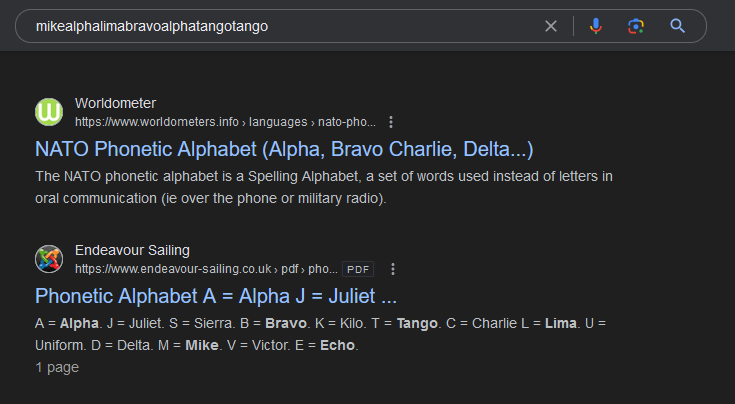 mikealphalimabravoalphatangotango
Worldometer
https://www.worldometers.info › languages › nato-pho...
NATO Phonetic Alphabet (Alpha, Bravo Charlie, Delta...)
The NATO phonetic alphabet is a Spelling Alphabet, a set of words used instead of letters in
oral communication (ie over the phone or military radio).
Endeavour Sailing
https://www.endeavour-sailing.co.uk › pdf › pho... PDF
Phonetic Alphabet A = Alpha J = Juliet ...
A = Alpha. J = Juliet. S = Sierra. B = Bravo. K = Kilo. T = Tango. C = Charlie L = Lima. U =
Uniform. D = Delta. M = Mike. V = Victor. E = Echo.
1 page